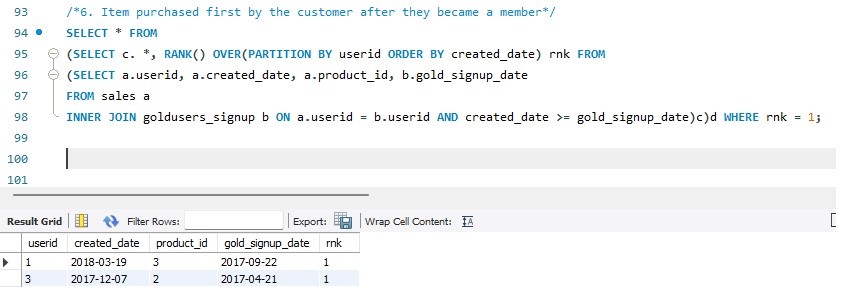 93 /*6. Item purchased first by the customer after they became a member*/
94 SELECT * FROM
95 (SELECT c. *, RANK() OVER(PARTITION BY userid ORDER BY created_date) rnk FROM
96 (SELECT a.userid, a.created_date, a.product_id, b.gold_signup_date
97 FROM sales a
98 INNER JOIN goldusers_signup b ON a.userid = b.userid AND created_date >= gold_signup_date)c)d WHERE rnk = 1;
99
100
101
Result Grid Filter Rows: Export: Wrap Cell Content: IA
userid created_date product_id gold_signup_date rnk
1 2018-03-19 3 2017-09-22 1
3 2017-12-07 2 2017-04-21 1